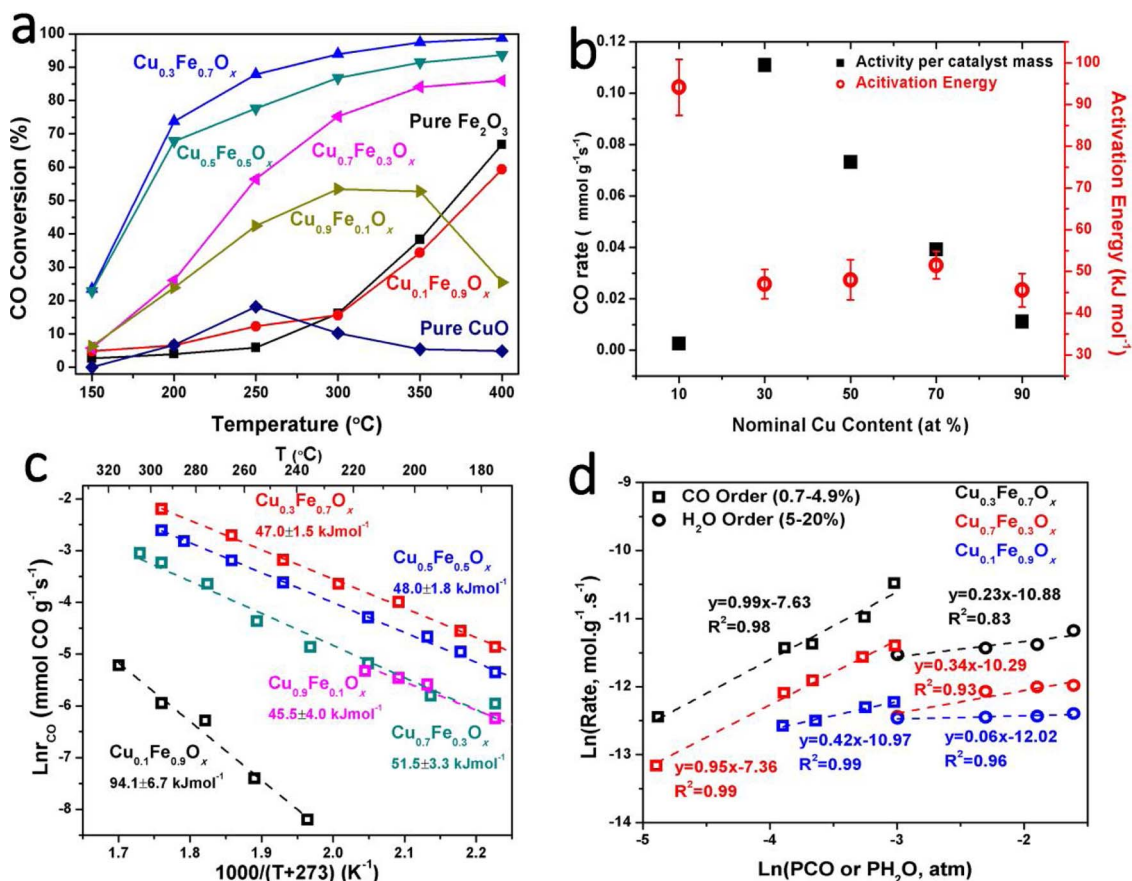 a
Cu0.3Fe0.7Ox
Cu0.5Fe0.5Ox
Cu0.7Fe0.3Ox
Pure Fe2O3
Cu0.9Fe0.1Ox
Cu0.1Fe0.9Ox
Pure CuO
CO Conversion (%)
100
90
80
70
60
50
40
30
20
10
0
150 200 250 300 350 400
Temperature (°C)
b
Activity per catalyst mass
Acitivation Energy
CO rate ( mmol g-1s-1)
0.12
0.10
0.08
0.06
0.04
0.02
0.00
100
90
80
70
60
50
40
30
Activation Energy (kJ mol-1)
10 30 50 70 90
Nominal Cu Content (at %)
c
T (°C)
320 300 280 260 240 220 200 180
Cu0.3Fe0.7Ox
47.0±1.5 kJmol-1
Cu0.5Fe0.5Ox
48.0±1.8 kJmol-1
Cu0.9Fe0.1Ox
45.5±4.0 kJmol-1
Cu0.7Fe0.3Ox
51.5±3.3 kJmol-1
Cu0.1Fe0.9Ox
94.1±6.7 kJmol-1
LnrCO (mmol CO g-1s-1)
-2
-3
-4
-5
-6
-7
-8
1.7 1.8 1.9 2.0 2.1 2.2
1000/(T+273) (K-1)
d
CO Order (0.7-4.9%)
H2O Order (5-20%)
Cu0.3Fe0.7Ox
Cu0.7Fe0.3Ox
Cu0.1Fe0.9Ox
y=0.99x-7.63
R2=0.98
y=0.23x-10.88
R2=0.83
y=0.34x-10.29
R2=0.93
y=0.42x-10.97
R2=0.99
y=0.06x-12.02
R2=0.96
y=0.95x-7.36
R2=0.99
Ln(Rate, mol.g-1.s-1)
-9
-10
-11
-12
-13
-14
-5 -4 -3 -2
Ln(PCO or PH2O, atm)